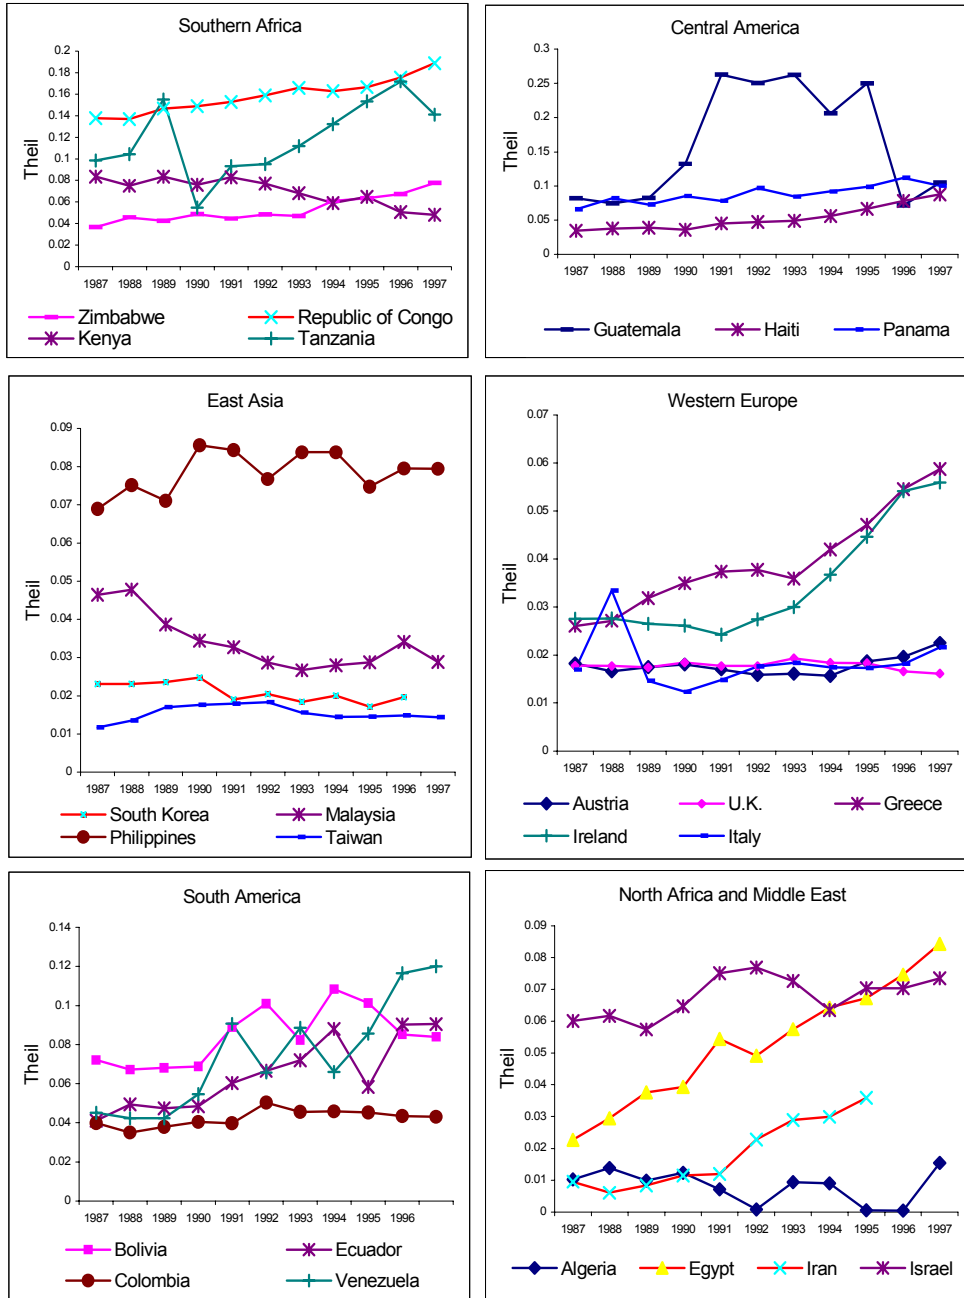 Southern Africa
Theil
0.2
0.18
0.16
0.14
0.12
0.1
0.08
0.06
0.04
0.02
0
1987 1988 1989 1990 1991 1992 1993 1994 1995 1996 1997
Zimbabwe Republic of Congo
Kenya Tanzania
Central America
Theil
0.3
0.25
0.2
0.15
0.1
0.05
0
1987 1988 1989 1990 1991 1992 1993 1994 1995 1996 1997
Guatemala Haiti Panama
East Asia
Theil
0.09
0.08
0.07
0.06
0.05
0.04
0.03
0.02
0.01
0
1987 1988 1989 1990 1991 1992 1993 1994 1995 1996 1997
South Korea Malaysia
Philippines Taiwan
Western Europe
Theil
0.07
0.06
0.05
0.04
0.03
0.02
0.01
0
1987 1988 1989 1990 1991 1992 1993 1994 1995 1996 1997
Austria U.K. Greece
Ireland Italy
South America
Theil
0.14
0.12
0.1
0.08
0.06
0.04
0.02
0
1987 1988 1989 1990 1991 1992 1993 1994 1995 1996
Bolivia Ecuador
Colombia Venezuela
North Africa and Middle East
Theil
0.09
0.08
0.07
0.06
0.05
0.04
0.03
0.02
0.01
0
1987 1988 1989 1990 1991 1992 1993 1994 1995 1996 1997
Algeria Egypt Iran Israel